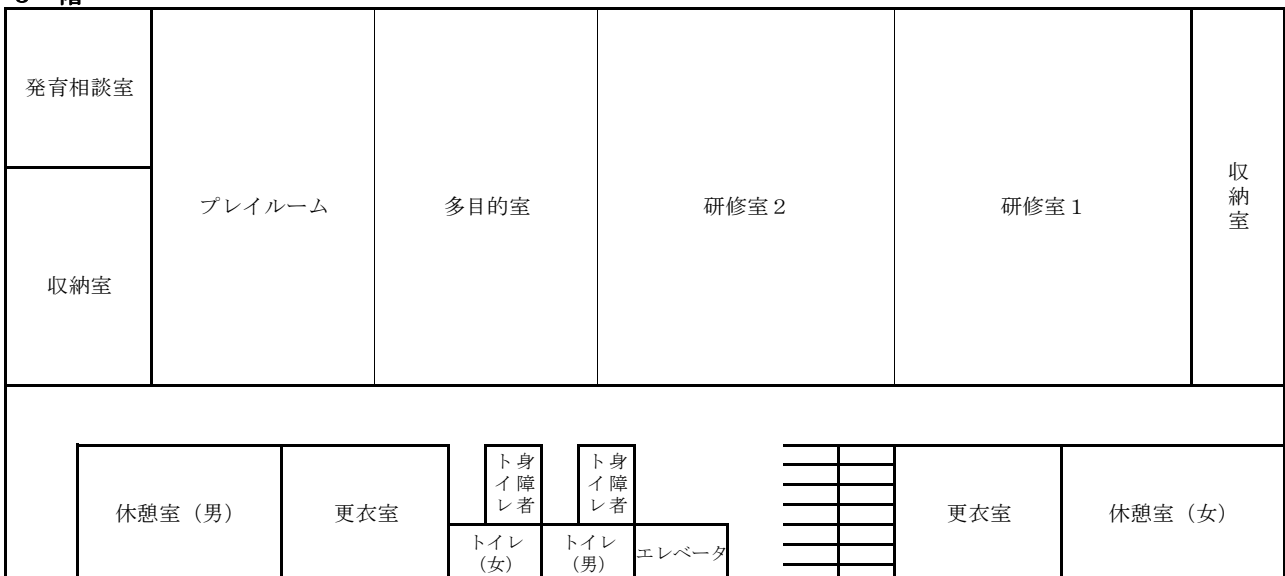 発育相談室
収納室
プレイルーム
多目的室
研修室２
研修室１
収納室
休憩室（男）
更衣室
身障者トイレ
トイレ
（女）
身障者トイレ
トイレ
（男）
エレベータ
更衣室
休憩室（女）